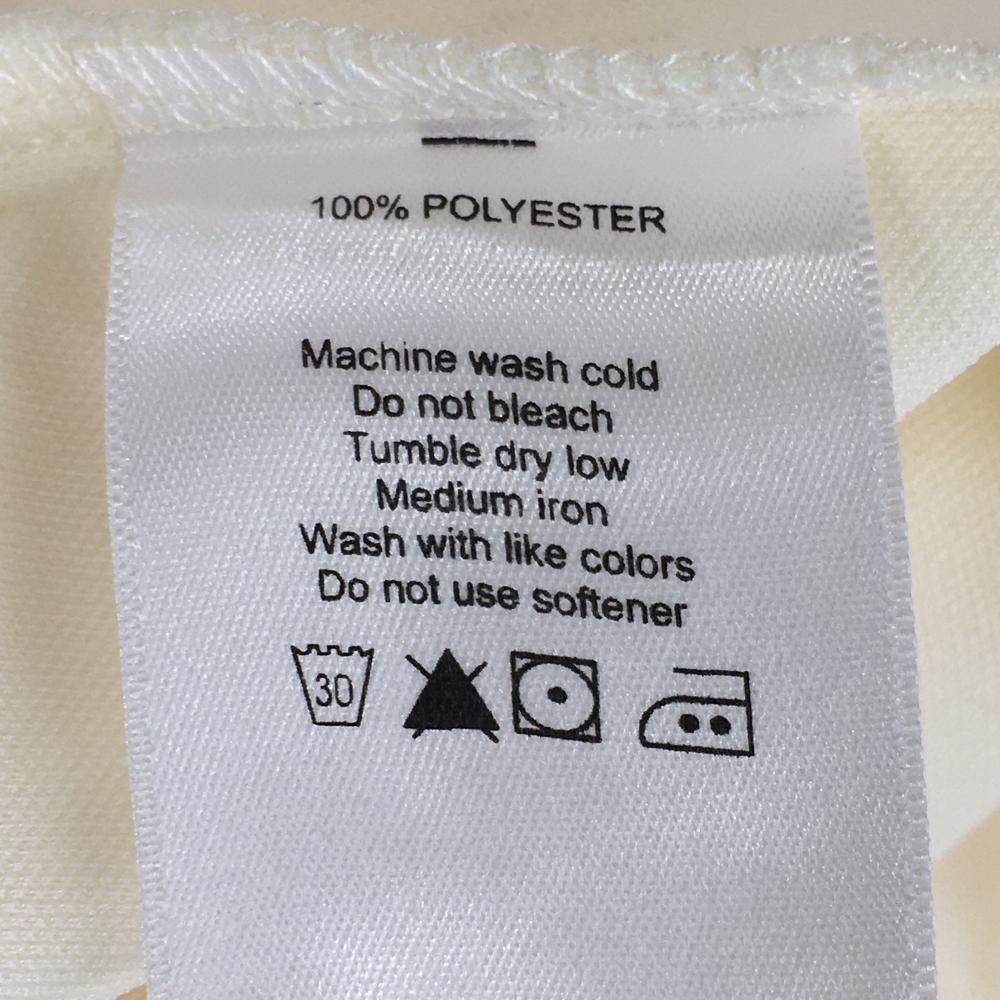 100% POLYESTER
Machine wash cold
Do not bleach
Tumble dry low
Medium iron
Wash with like colors
Do not use softener
30